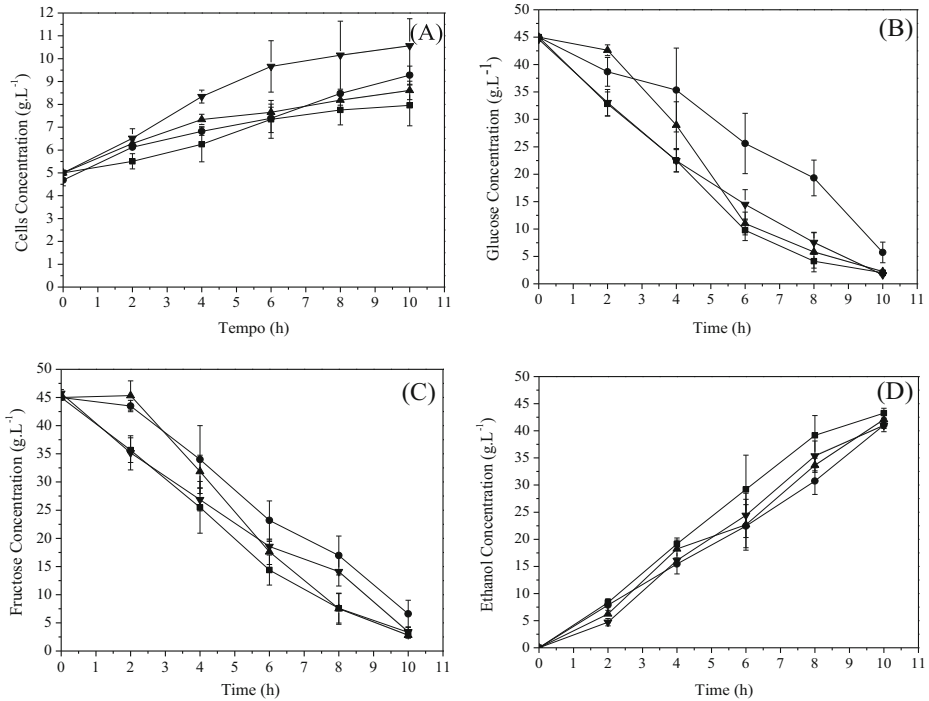 (A)
12
11
10
9
8
7
6
5
4
3
2
1
0
Cells Concentration (g.L-1)
0 1 2 3 4 5 6 7 8 9 10 11
Tempo (h)
(B)
50
45
40
35
30
25
20
15
10
5
0
Glucose Concentration (g.L-1)
0 1 2 3 4 5 6 7 8 9 10 11
Time (h)
(C)
50
45
40
35
30
25
20
15
10
5
0
Fructose Concentration (g.L-1)
0 1 2 3 4 5 6 7 8 9 10 11
Time (h)
(D)
50
45
40
35
30
25
20
15
10
5
0
Ethanol Concentration (g.L-1)
0 1 2 3 4 5 6 7 8 9 10 11
Time (h)